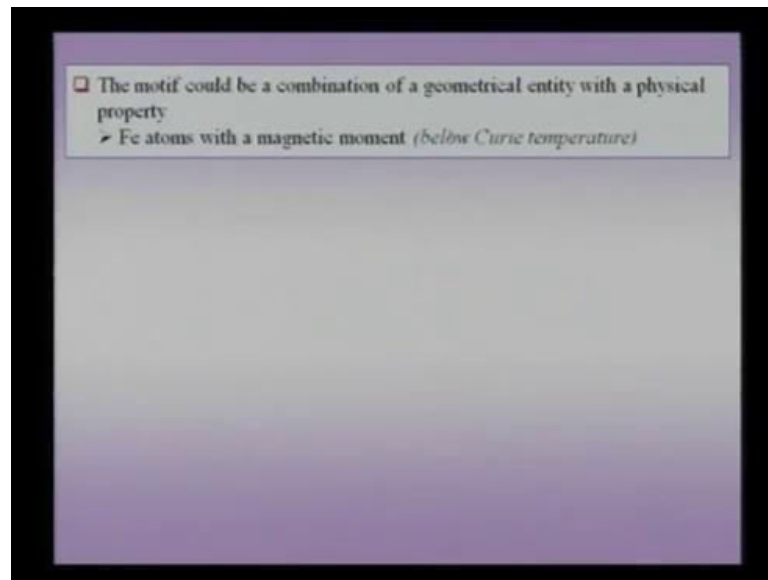 The motif could be a combination of a geometrical entity with a physical
property
➤ Fe atoms with a magnetic moment (below Curie temperature)